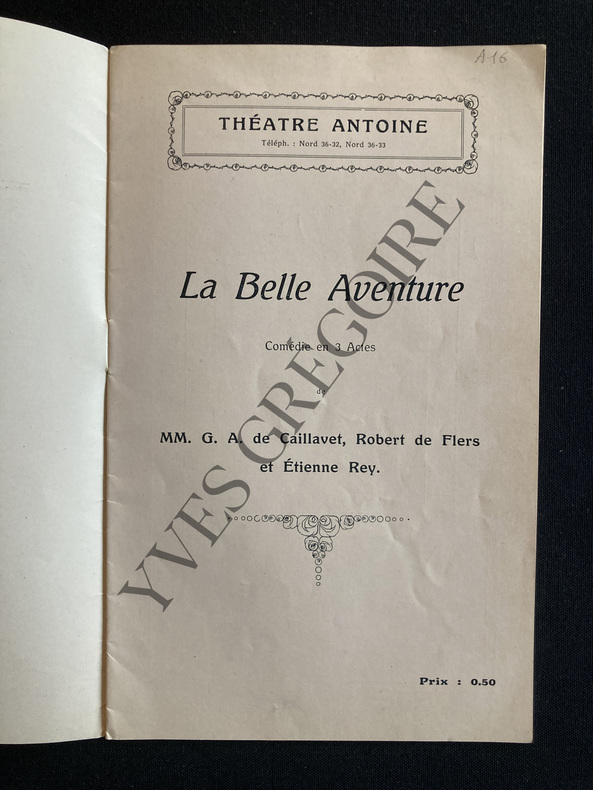 A 16
THÉATRE ANTOINE
Téléph. : Nord 36-32, Nord 36-33
La Belle Aventure
Comédie en 3 Actes
de
MM. G. A. de Caillavet, Robert de Flers
et Étienne Rey.
YVES GRÉGOIRE
Prix : 0.50